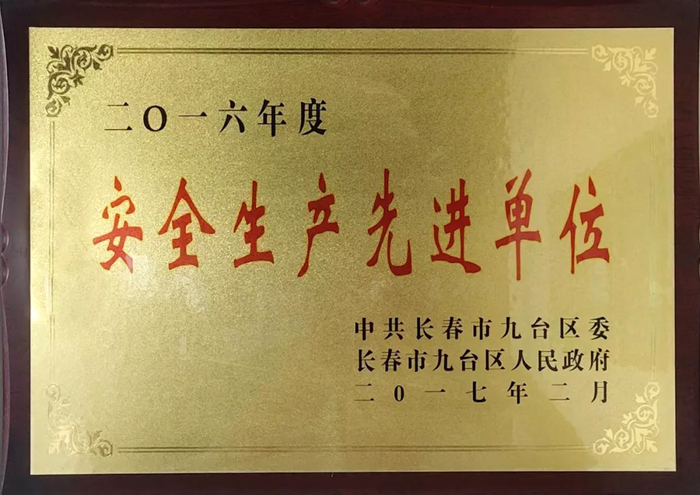 二〇一六年度
安全生产先进单位
中共长春市九台区委
长春市九台区人民政府
二〇一七年二月